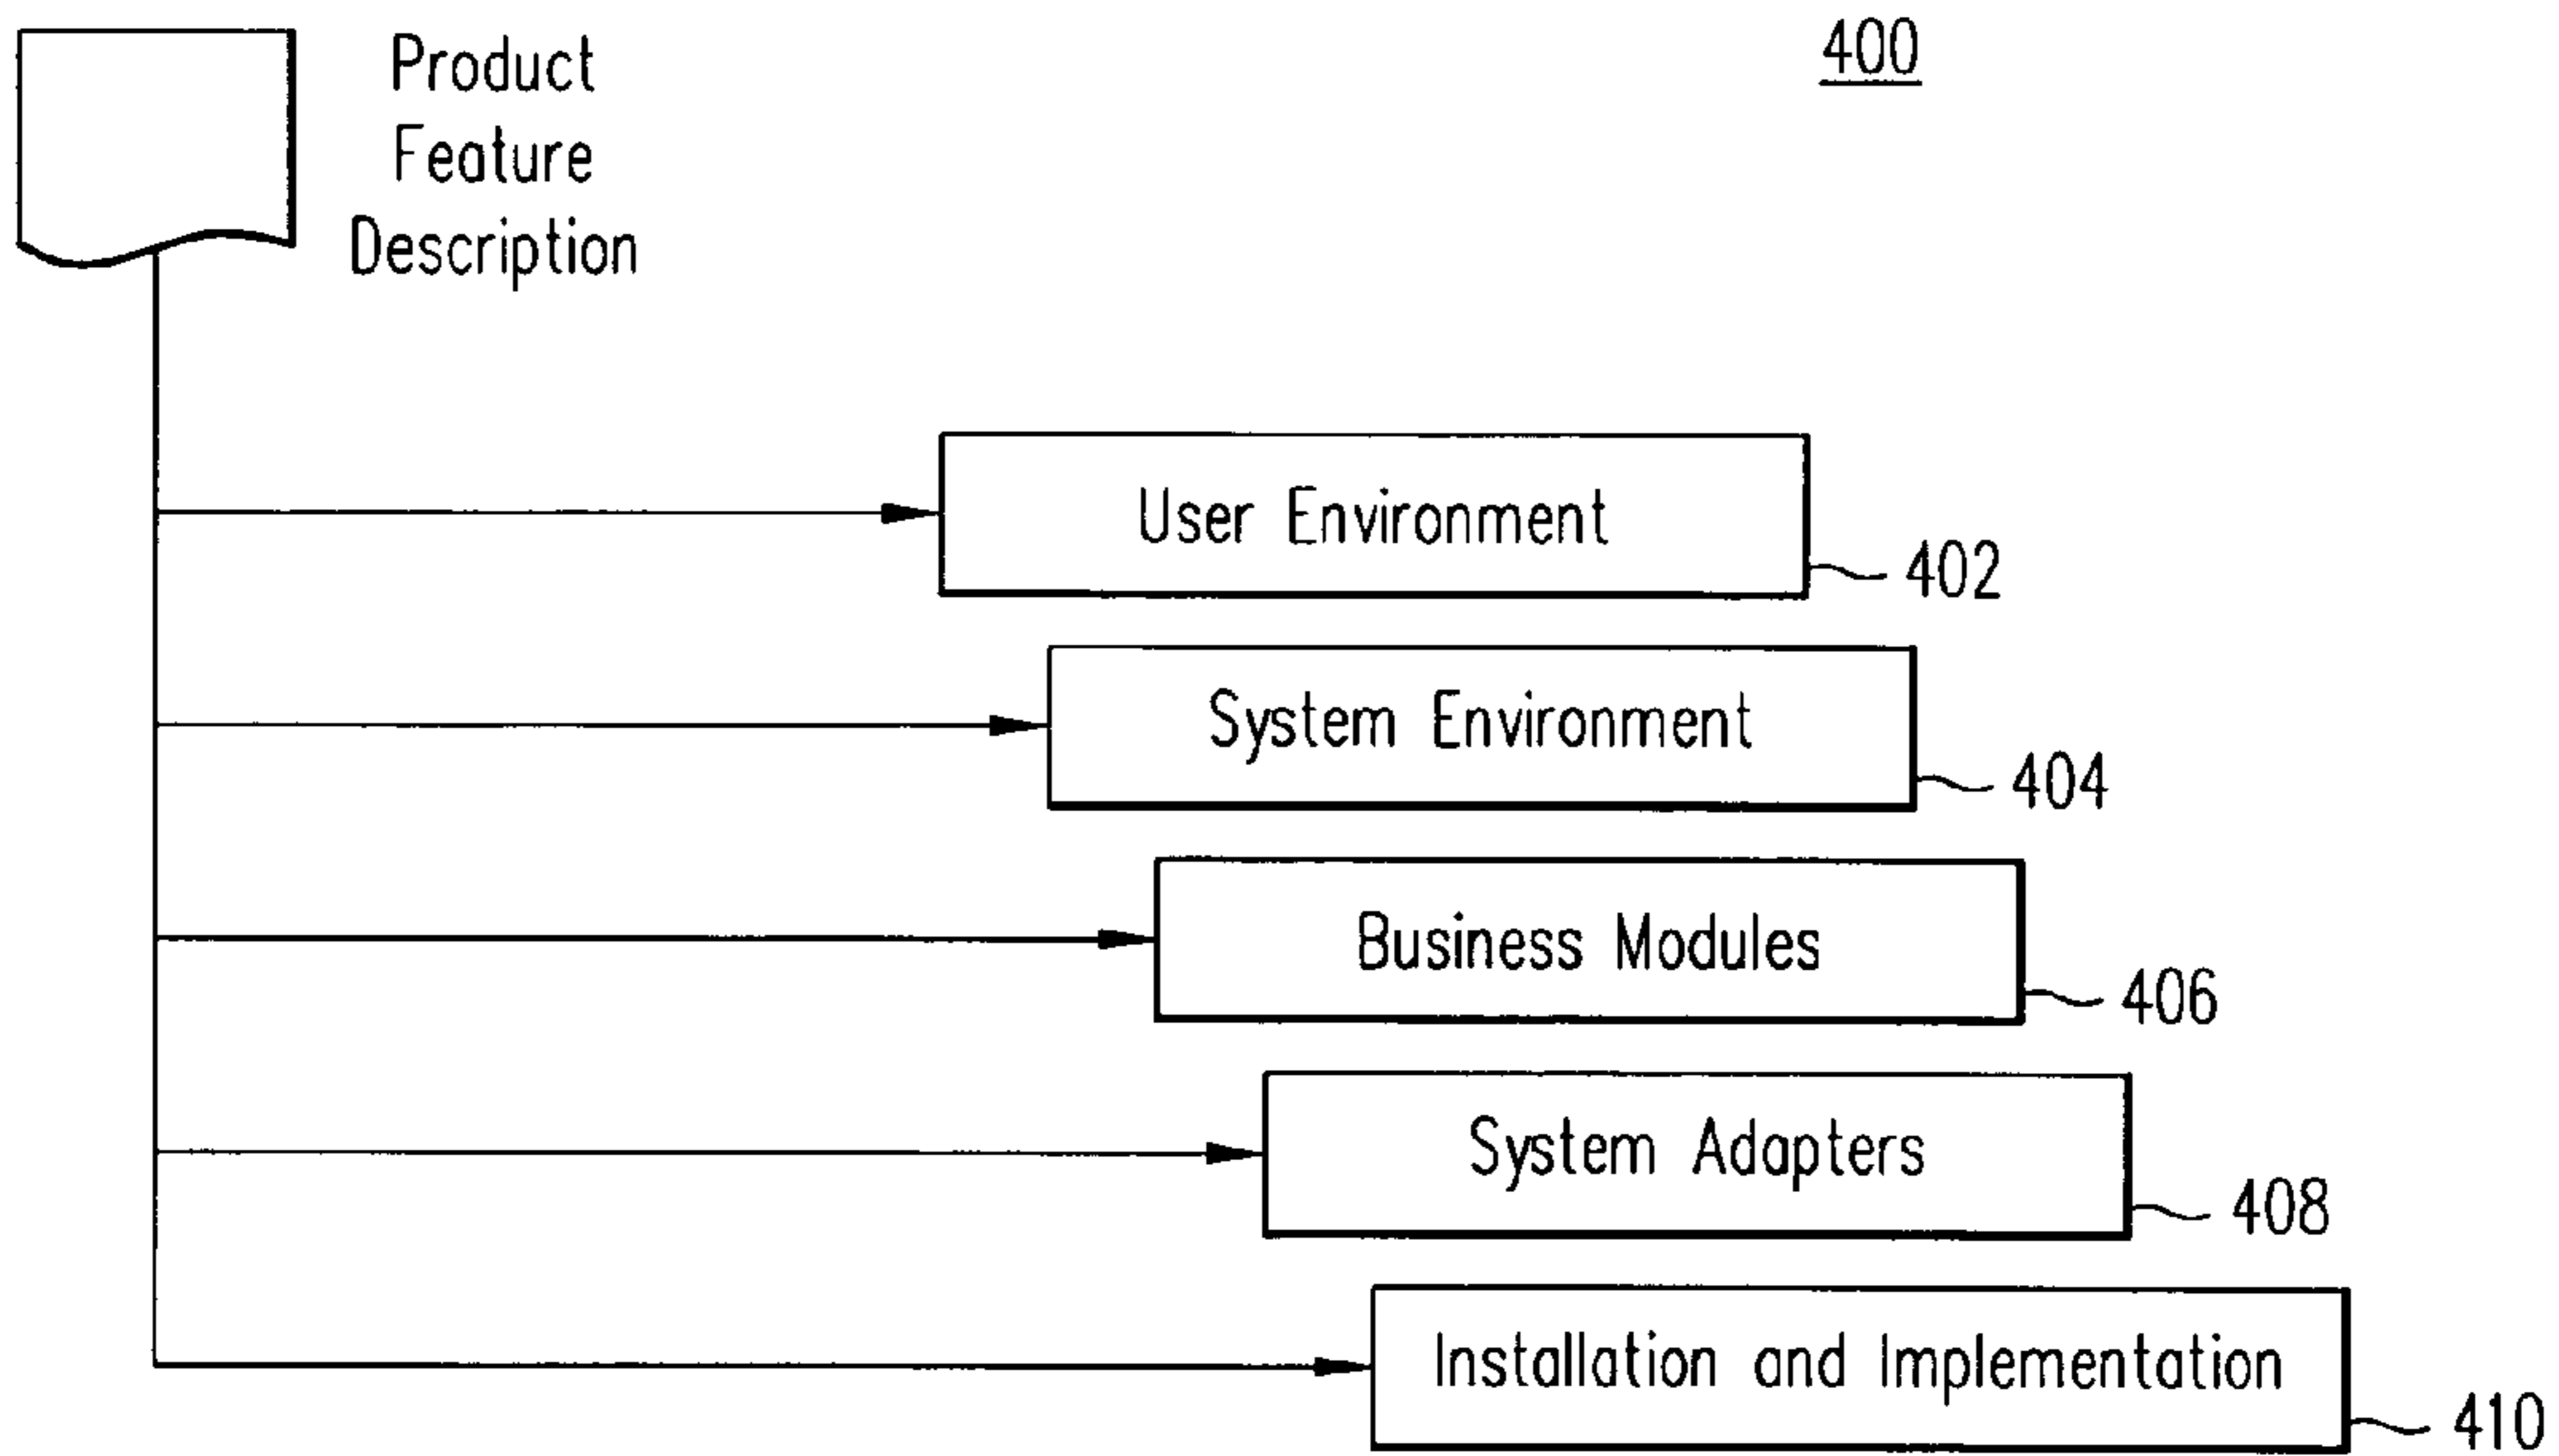 400
Product
Feature
Description
User Environment
402
System Environment
404
Business Modules
406
System Adapters
408
Installation and Implementation
410